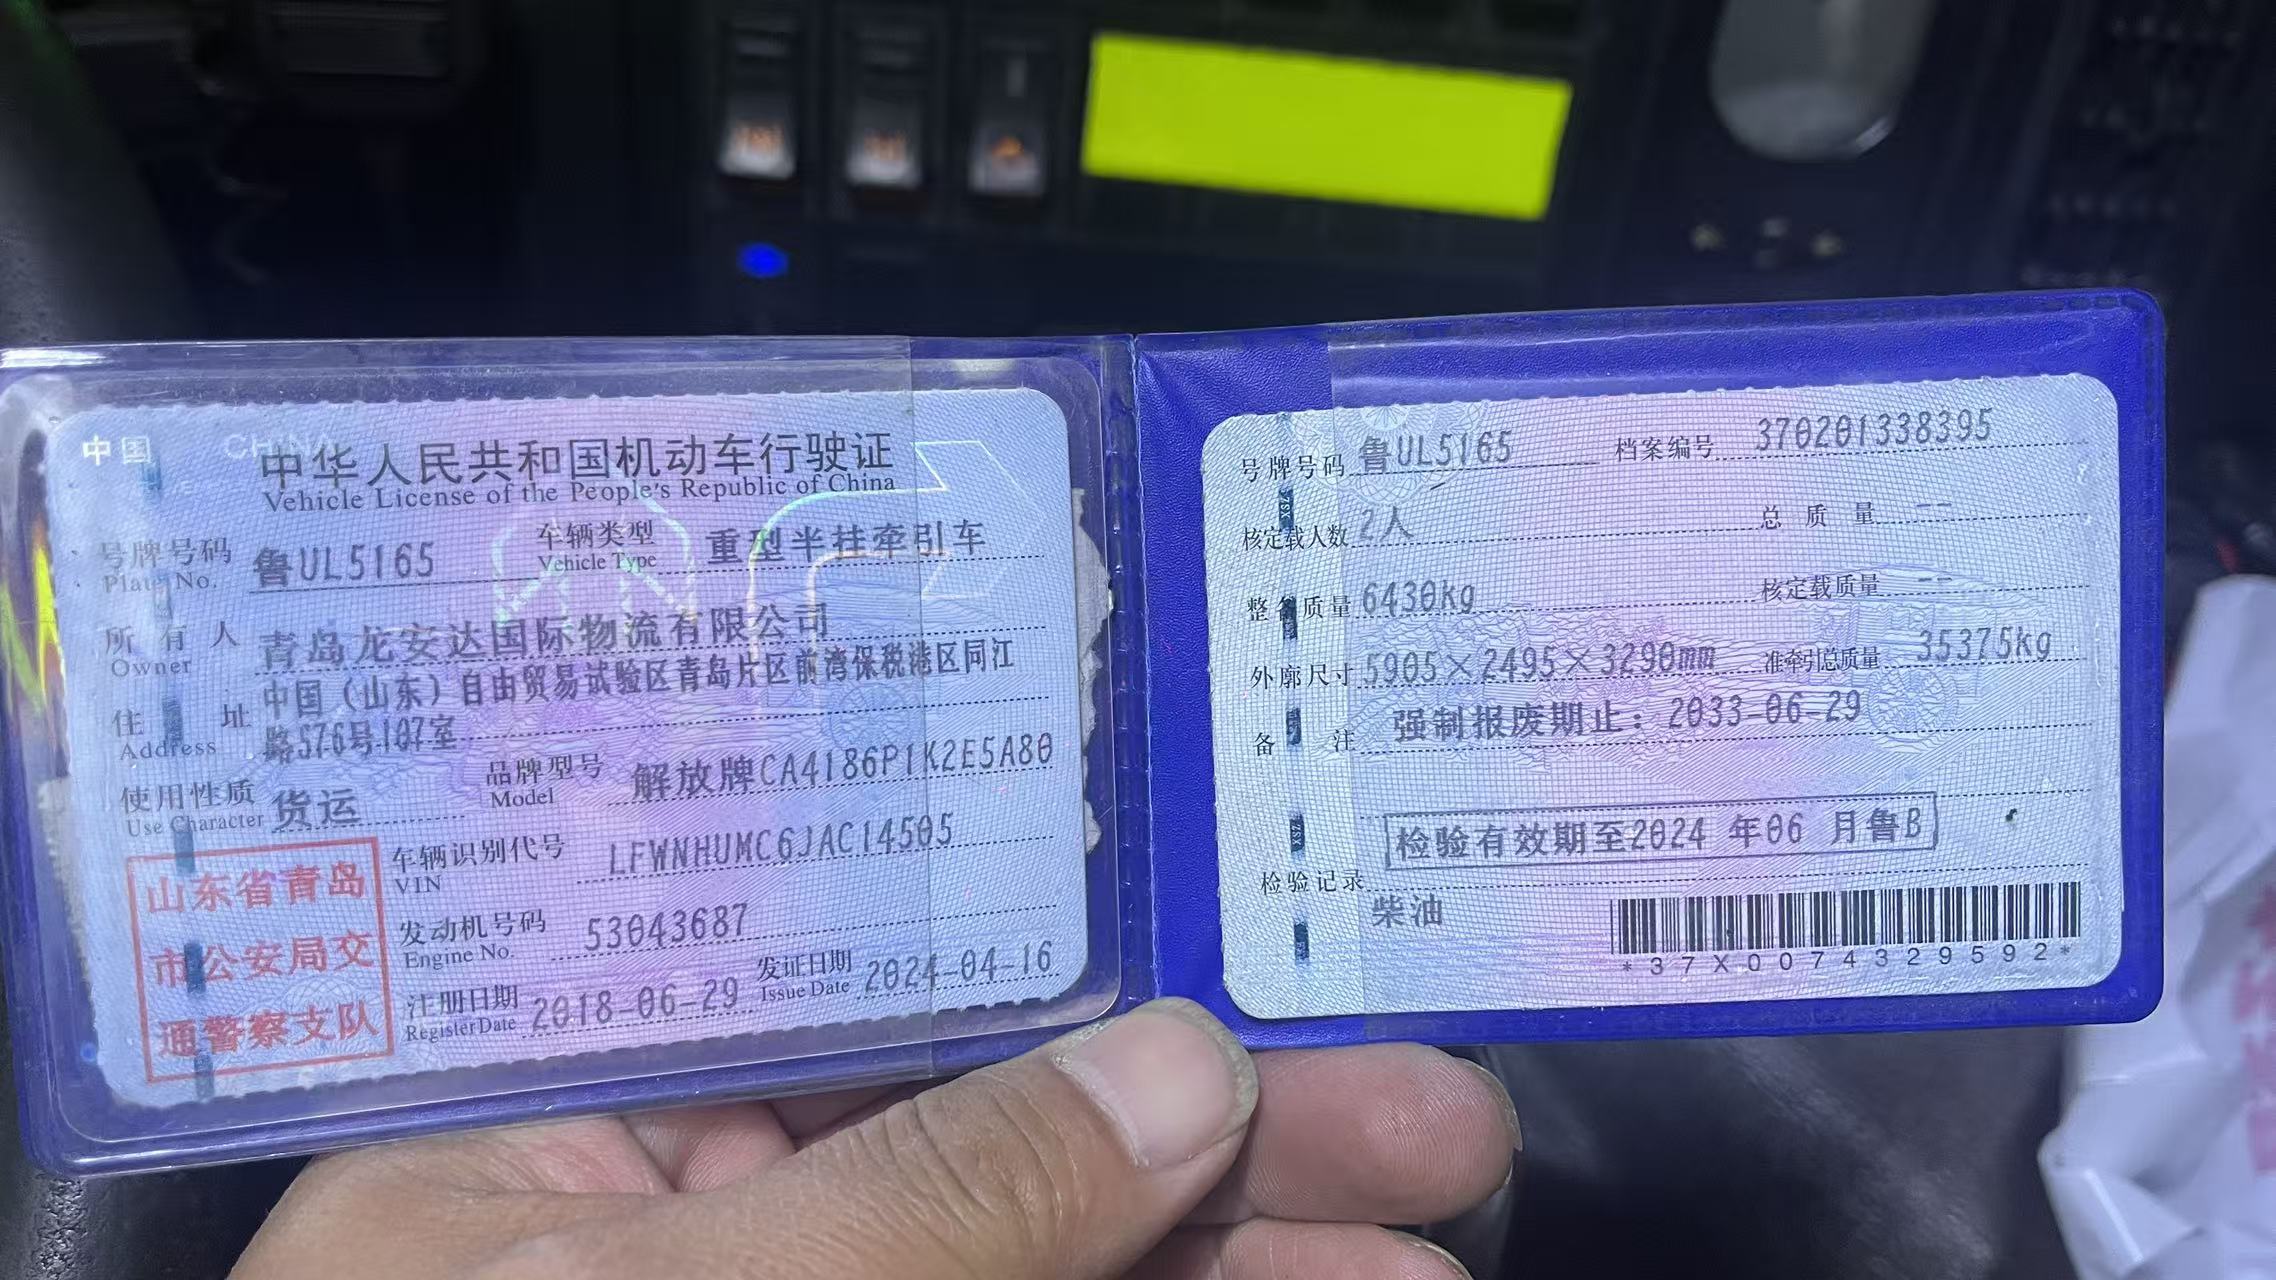 中国 CHINA
中华人民共和国机动车行驶证
Vehicle License of the People's Republic of China
号牌号码 鲁UL5165 车辆类型 重型半挂牵引车
Plate No. Vehicle Type
所有人 青岛龙安达国际物流有限公司
Owner
住址 中国（山东）自由贸易试验区青岛片区前湾保税港区同江
Address 路576号107室
使用性质 货运 品牌型号 解放牌CA4186P1K2E5A80
Use Character Model
山东省青岛
市公安局交
通警察支队
车辆识别代号 LFWNHUMC6JAC14505
VIN
发动机号码 53043687
Engine No.
注册日期 2018-06-29 发证日期 2024-04-16
Register Date Issue Date
号牌号码 鲁UL5165 档案编号 370201338395
核定载人数 2人 总质量 --
整备质量 6430kg 核定载质量 --
外廓尺寸 5905×2495×3290mm 准牵引总质量 35375kg
备注 强制报废期止：2033-06-29
检验有效期至2024 年06 月鲁B
检验记录
柴油
*37X0074329592*